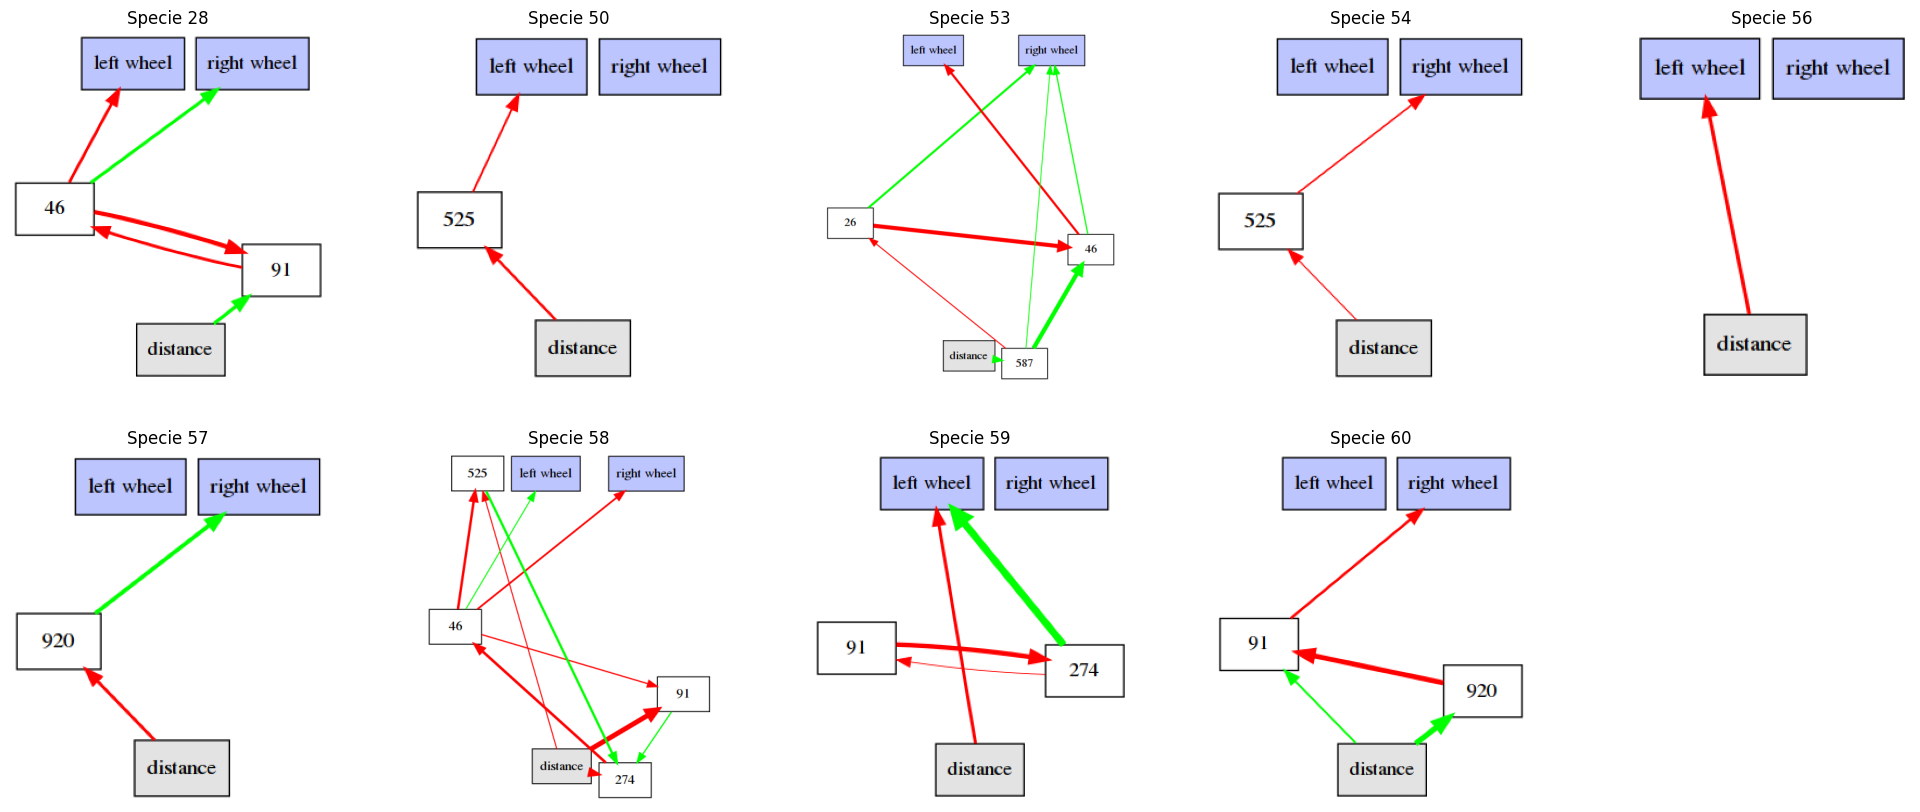 Specie 28
left wheel
right wheel
46
91
distance
Specie 50
left wheel
right wheel
525
distance
Specie 53
left wheel
right wheel
26
46
distance
587
Specie 54
left wheel
right wheel
525
distance
Specie 56
left wheel
right wheel
distance
Specie 57
left wheel
right wheel
920
distance
Specie 58
525
left wheel
right wheel
46
91
distance
274
Specie 59
left wheel
right wheel
91
274
distance
Specie 60
left wheel
right wheel
91
920
distance